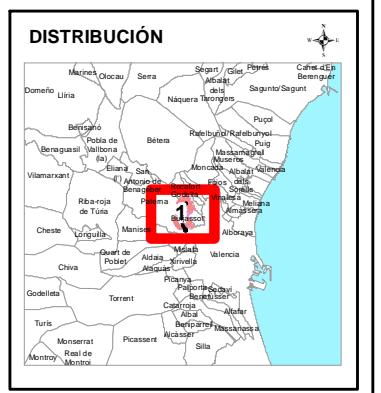 DISTRIBUCIÓN
N
W
E
S
Marines
Olocau
Serra
Segart
Gilet
Petrés
Canet d'En
Berenguer
Albalat
dels
Tarongers
Sagunto/Sagunt
Domeño
Llíria
Náquera
Puçol
Benisanó
Rafelbuñol/Rafelbunyol
Puig
Pobla de
Vallbona
(la)
Bétera
Massamagrell
Museros
Benaguasil
Moncada
Albalat
Valencia
Vilamarxant
Eliana
(l')
San
Antonio de
Benagéber
Rocafort
Godella
Foios
dels
Sorells
Vinalesa
Meliana
Almàssera
Riba-roja
de Túria
Paterna
1
Burjassot
Cheste
Loriguilla
Manises
Alboraya
Quart de
Poblet
Mislata
Valencia
Aldaia
Xirivella
Chiva
Alaquàs
Picanya
Paiporta
Sedaví
Benetússer
Godelleta
Torrent
Catarroja
Alfafar
Albal
Turís
Beniparrell
Massanassa
Monserrat
Picassent
Alcàsser
Silla
Montroy
Real de
Montroi